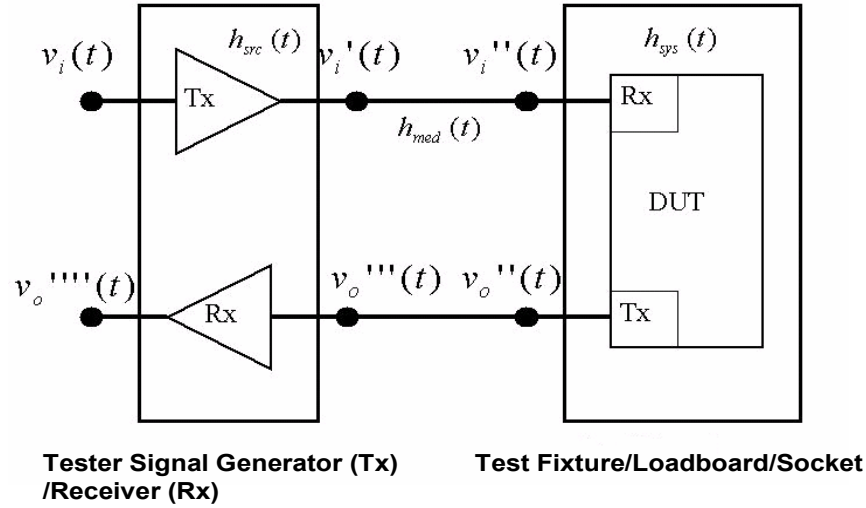 h_src (t)
h_sys (t)
v_i (t)
v_i '(t)
v_i ''(t)
Tx
Rx
h_med (t)
DUT
v_o ''''(t)
v_o '''(t)
v_o ''(t)
Rx
Tx
Tester Signal Generator (Tx)
/Receiver (Rx)
Test Fixture/Loadboard/Socket